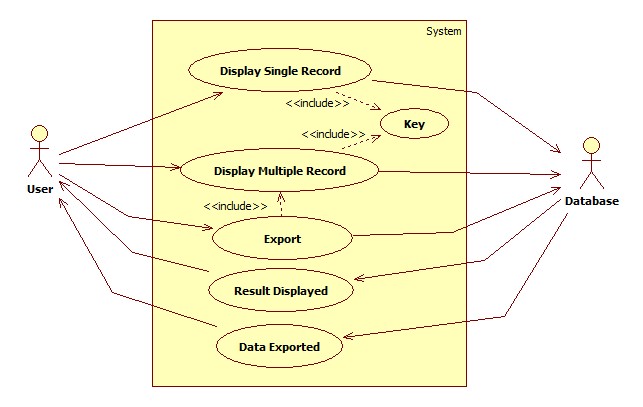 System
Display Single Record
<<include>>
Key
<<include>>
Display Multiple Record
User
Database
<<include>>
Export
Result Displayed
Data Exported